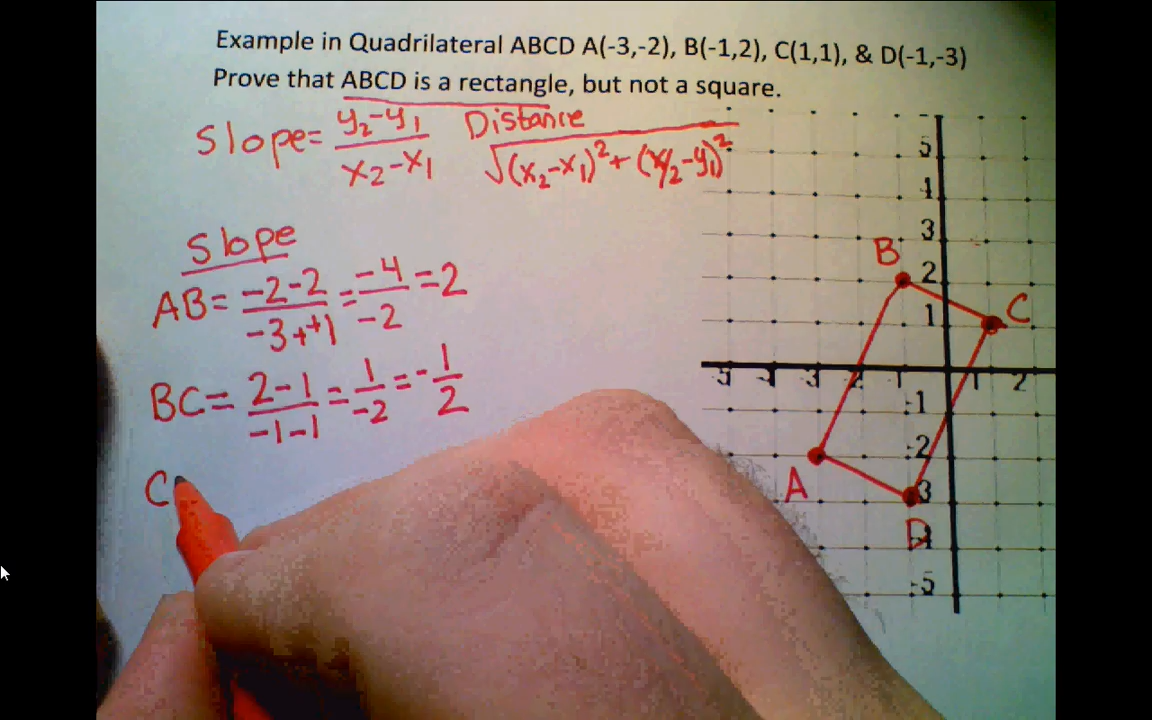 Example in Quadrilateral ABCD A(-3,-2), B(-1,2), C(1,1), & D(-1,-3)
Prove that ABCD is a rectangle, but not a square.
Slope= y₂-y₁ / x₂-x₁
Distance
√(x₂-x₁)²+(y₂-y₁)²
Slope
AB= -2-2 / -3++1 = -4 / -2 =2
BC= 2-1 / -1-1 = 1 / -2 = -1/2
C
B
C
A
D
5
4
3
2
1
-1
-2
-3
-5
1
2